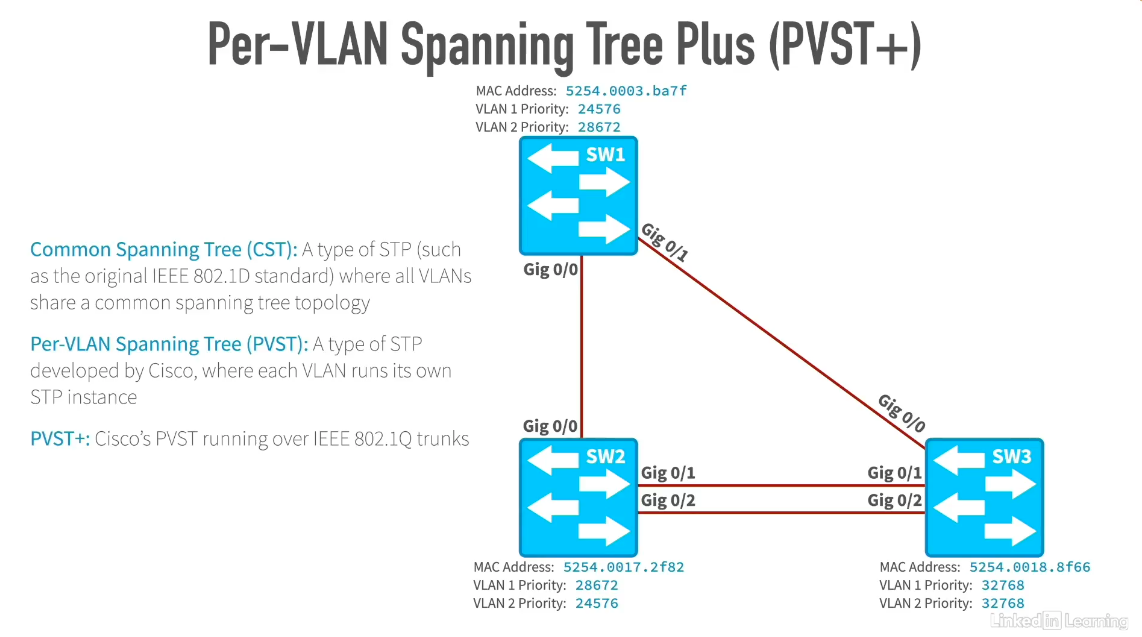 Per-VLAN Spanning Tree Plus (PVST+)
MAC Address: 5254.0003.ba7f
VLAN 1 Priority: 24576
VLAN 2 Priority: 28672
SW1
Gig 0/1
Gig 0/0
Common Spanning Tree (CST): A type of STP (such
as the original IEEE 802.1D standard) where all VLANs
share a common spanning tree topology
Per-VLAN Spanning Tree (PVST): A type of STP
developed by Cisco, where each VLAN runs its own
STP instance
PVST+: Cisco's PVST running over IEEE 802.1Q trunks
Gig 0/0
Gig 0/0
SW2
SW3
Gig 0/1
Gig 0/1
Gig 0/2
Gig 0/2
MAC Address: 5254.0017.2f82
VLAN 1 Priority: 28672
VLAN 2 Priority: 24576
MAC Address: 5254.0018.8f66
VLAN 1 Priority: 32768
VLAN 2 Priority: 32768
Linked in Learning